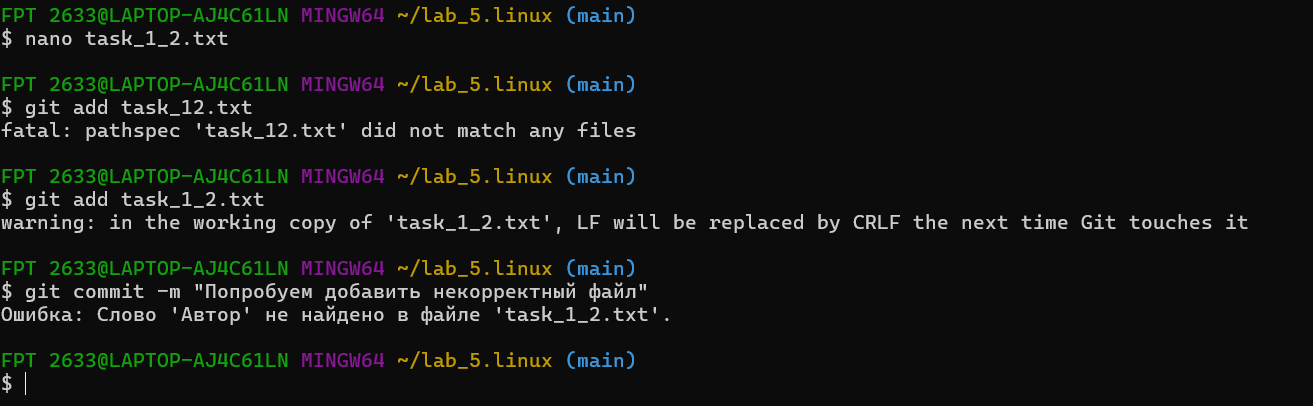 FPT 2633@LAPTOP-AJ4C61LN MINGW64 ~/lab_5.linux (main)
$ nano task_1_2.txt
FPT 2633@LAPTOP-AJ4C61LN MINGW64 ~/lab_5.linux (main)
$ git add task_12.txt
fatal: pathspec 'task_12.txt' did not match any files
FPT 2633@LAPTOP-AJ4C61LN MINGW64 ~/lab_5.linux (main)
$ git add task_1_2.txt
warning: in the working copy of 'task_1_2.txt', LF will be replaced by CRLF the next time Git touches it
FPT 2633@LAPTOP-AJ4C61LN MINGW64 ~/lab_5.linux (main)
$ git commit -m "Попробуем добавить некорректный файл"
Ошибка: Слово 'Автор' не найдено в файле 'task_1_2.txt'.
FPT 2633@LAPTOP-AJ4C61LN MINGW64 ~/lab_5.linux (main)
$